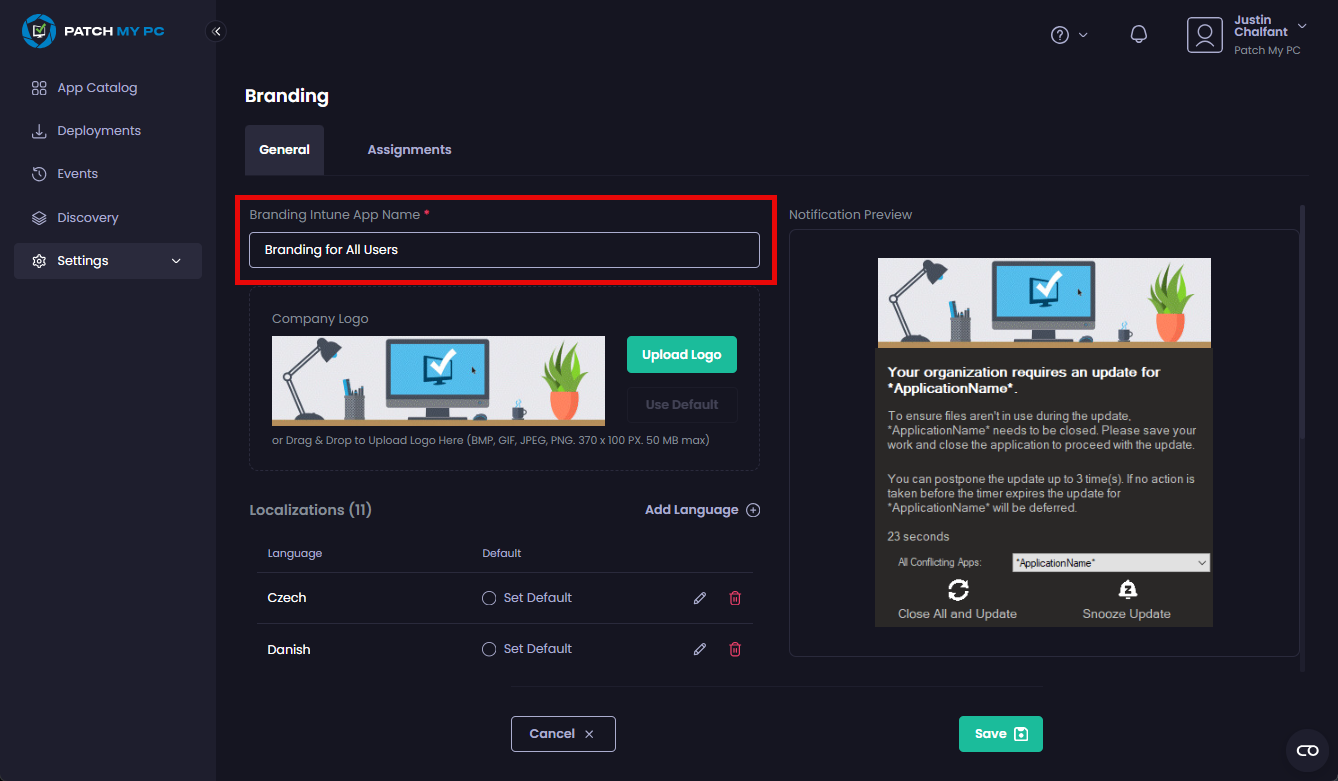 PATCH MY PC
Justin
Chalfant
Patch My PC
App Catalog
Deployments
Events
Discovery
Settings
Branding
General
Assignments
Branding Intune App Name *
Branding for All Users
Company Logo
Upload Logo
Use Default
or Drag & Drop to Upload Logo Here (BMP, GIF, JPEG, PNG. 370 x 100 PX. 50 MB max)
Localizations (11)
Add Language
Language
Default
Czech
Set Default
Danish
Set Default
Notification Preview
Your organization requires an update for
*ApplicationName*.
To ensure files aren't in use during the update,
*ApplicationName* needs to be closed. Please save your
work and close the application to proceed with the update.
You can postpone the update up to 3 time(s). If no action is
taken before the timer expires the update for
*ApplicationName* will be deferred.
23 seconds
All Conflicting Apps:
*ApplicationName*
Close All and Update
Snooze Update
Cancel
Save